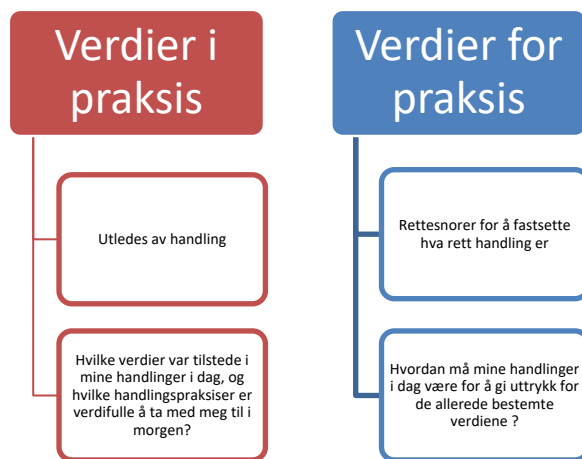 Verdier i
praksis
Utledes av handling
Hvilke verdier var tilstede i
mine handlinger i dag, og
hvilke handlingspraksiser er
verdifulle å ta med meg til i
morgen?
Verdier for
praksis
Rettesnorer for å fastsette
hva rett handling er
Hvordan må mine handlinger
i dag være for å gi uttrykk for
de allerede bestemte
verdiene ?